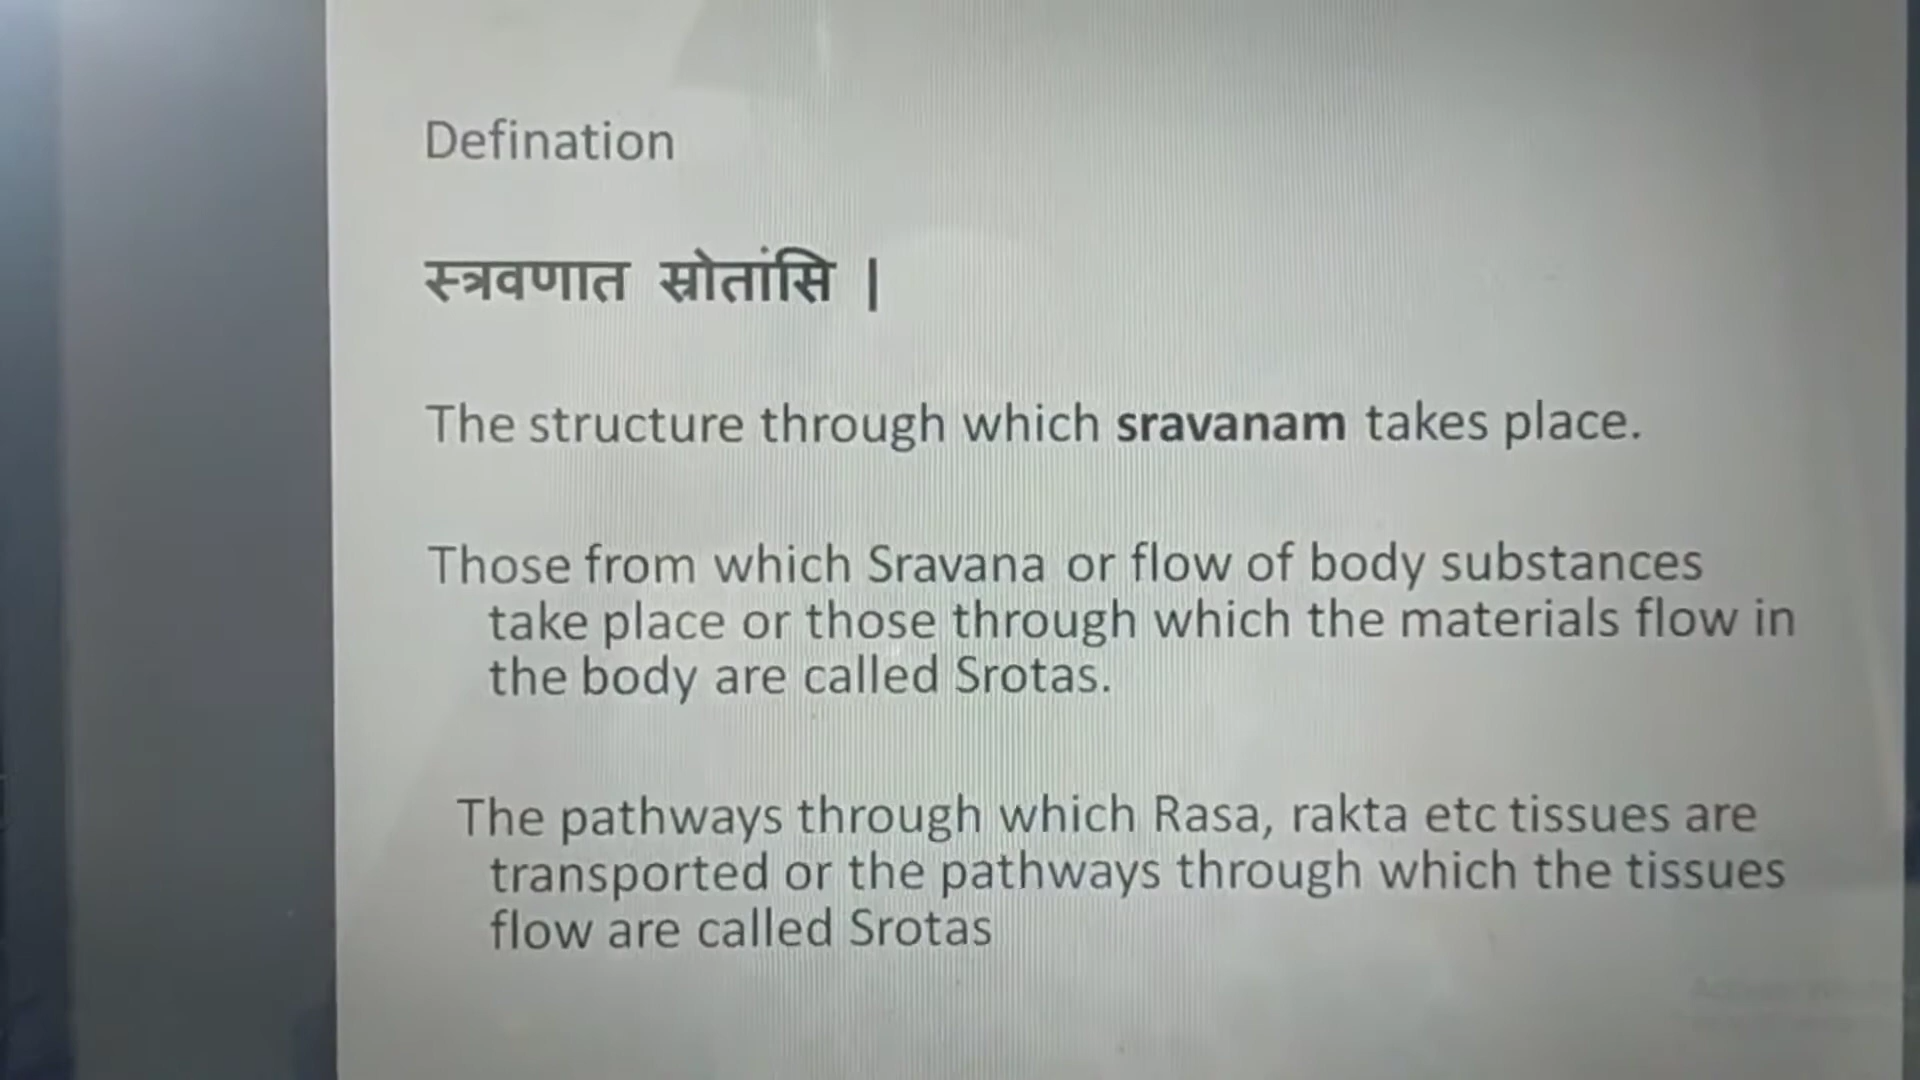 Defination
स्त्रवणात स्रोतांसि |
The structure through which sravanam takes place.
Those from which Sravana or flow of body substances
take place or those through which the materials flow in
the body are called Srotas.
The pathways through which Rasa, rakta etc tissues are
transported or the pathways through which the tissues
flow are called Srotas